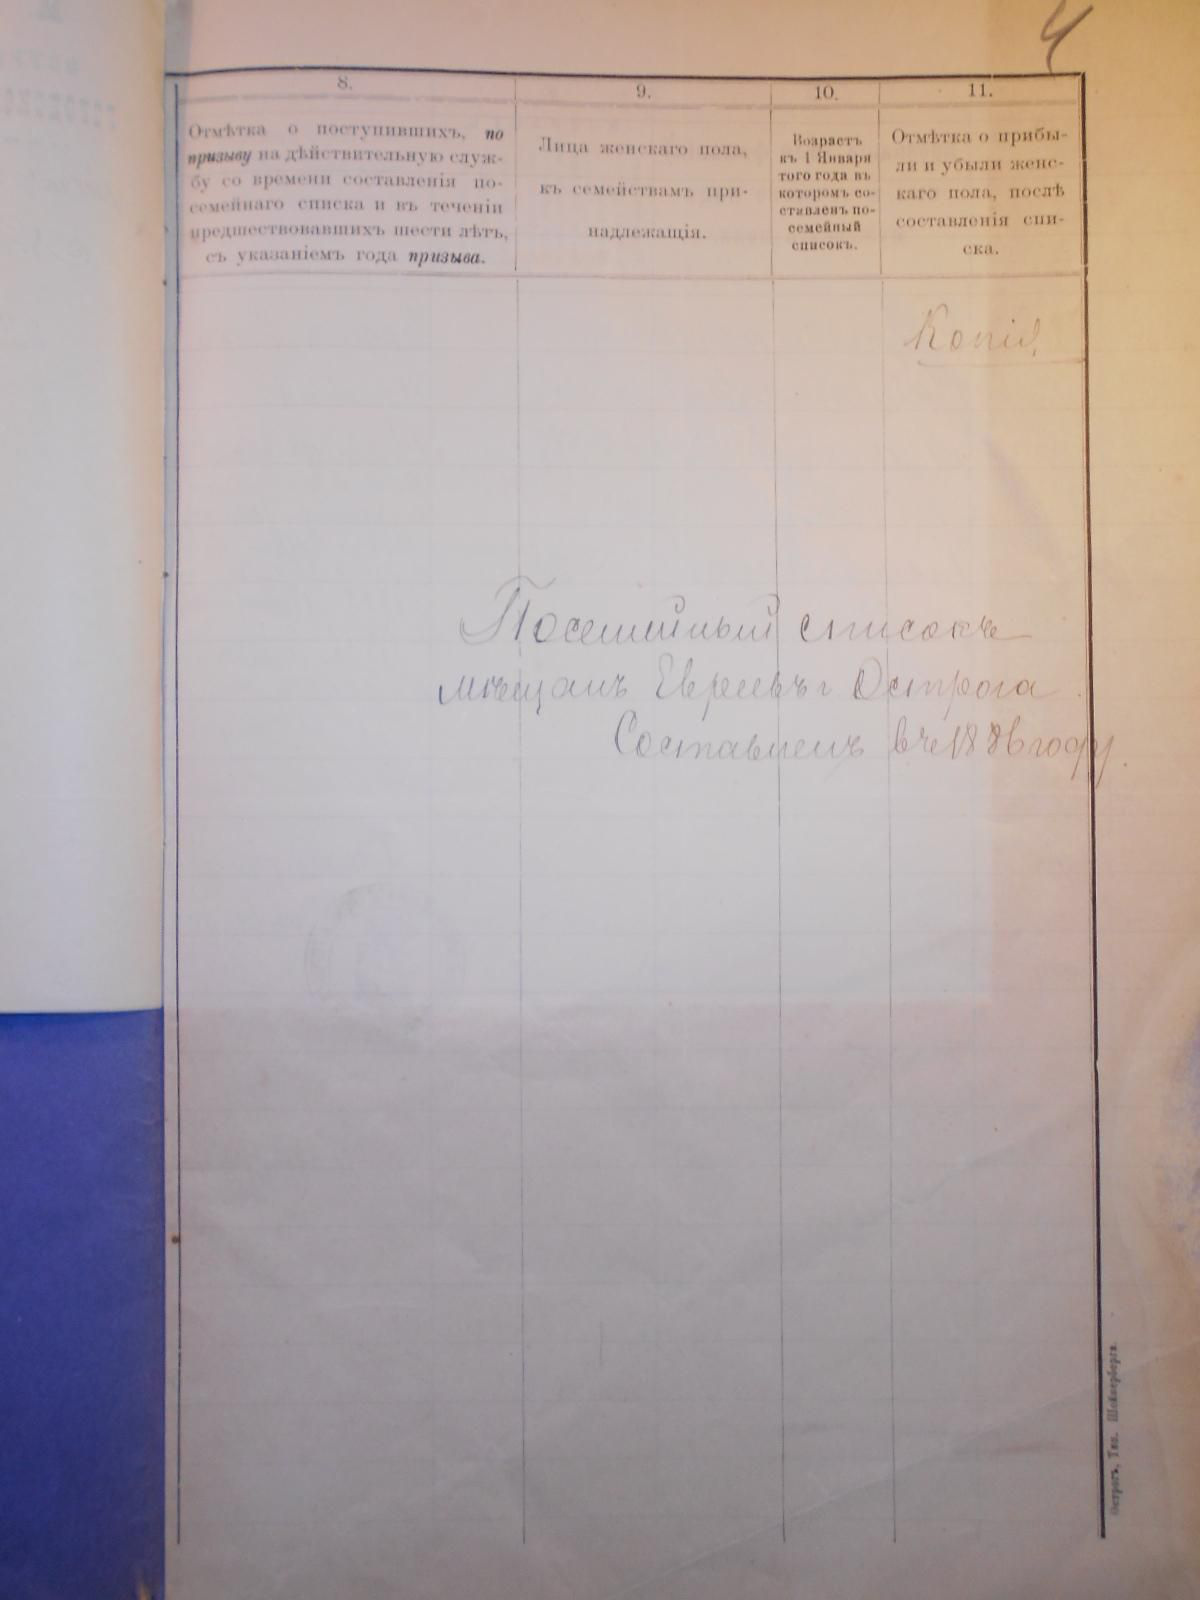 4
8.
Отмѣтка о поступившихъ, по
призыву на дѣйствительную служ-
бу со времени составленія по-
семейнаго списка и въ теченіи
предшествовавшихъ шести лѣтъ,
съ указаніемъ года призыва.
9.
Лица женскаго пола,
къ семействамъ при-
надлежащія.
10.
Возрастъ
къ 1 Января
того года въ
которомъ со-
ставленъ по-
семейный
списокъ.
11.
Отмѣтка о прибы-
ли и убыли женс-
каго пола, послѣ
составленія спи-
ска.
Копія.
Посемейный списокъ
мѣщанъ Евреевъ г. Острога
Составленъ въ 1886 году.
Острогъ, Тип. Шейнерберга.